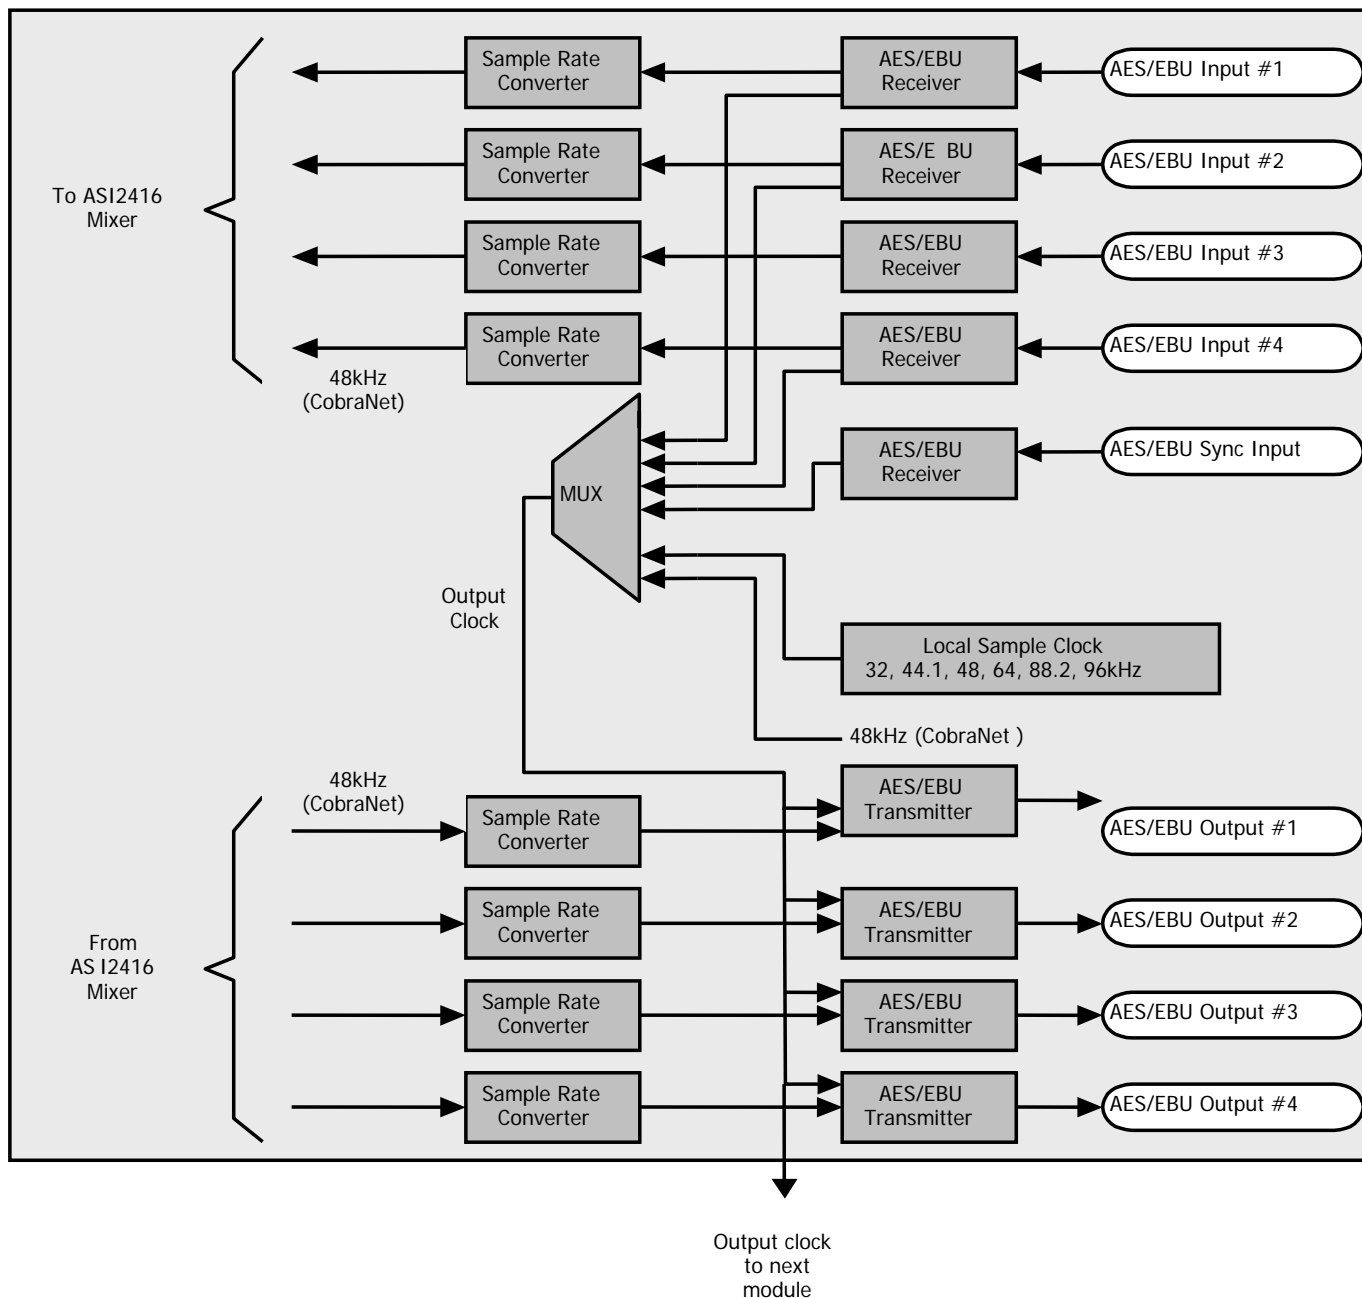 Sample Rate
Converter
AES/EBU
Receiver
AES/EBU Input #1
Sample Rate
Converter
AES/E BU
Receiver
AES/EBU Input #2
To ASI2416
Mixer
Sample Rate
Converter
AES/EBU
Receiver
AES/EBU Input #3
Sample Rate
Converter
AES/EBU
Receiver
AES/EBU Input #4
48kHz
(CobraNet)
AES/EBU
Receiver
AES/EBU Sync Input
MUX
Output
Clock
Local Sample Clock
32, 44.1, 48, 64, 88.2, 96kHz
48kHz (CobraNet )
48kHz
(CobraNet)
Sample Rate
Converter
AES/EBU
Transmitter
AES/EBU Output #1
Sample Rate
Converter
AES/EBU
Transmitter
AES/EBU Output #2
From
AS I2416
Mixer
Sample Rate
Converter
AES/EBU
Transmitter
AES/EBU Output #3
Sample Rate
Converter
AES/EBU
Transmitter
AES/EBU Output #4
Output clock
to next
module